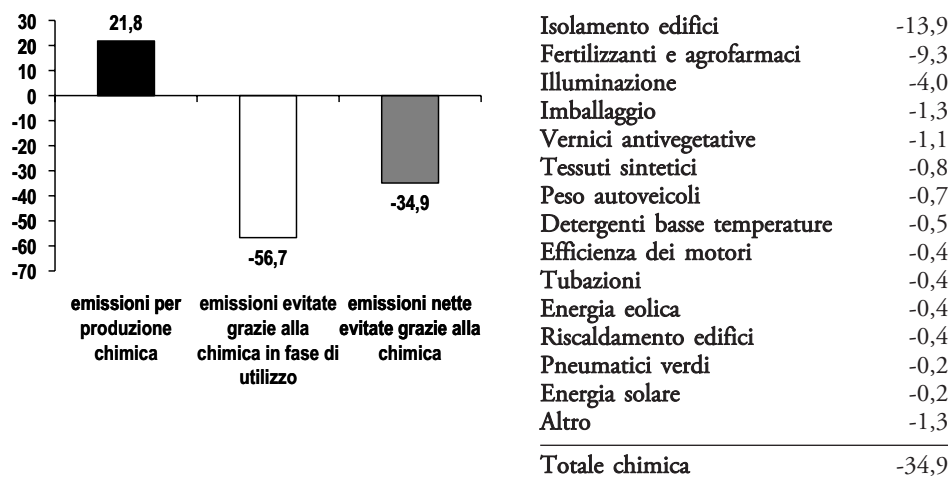 30
20
10
0
-10
-20
-30
-40
-50
-60
-70
21,8
-56,7
-34,9
emissioni per
produzione
chimica
emissioni evitate
grazie alla
chimica in fase di
utilizzo
emissioni nette
evitate grazie alla
chimica
Isolamento edifici -13,9
Fertilizzanti e agrofarmaci -9,3
Illuminazione -4,0
Imballaggio -1,3
Vernici antivegetative -1,1
Tessuti sintetici -0,8
Peso autoveicoli -0,7
Detergenti basse temperature -0,5
Efficienza dei motori -0,4
Tubazioni -0,4
Energia eolica -0,4
Riscaldamento edifici -0,4
Pneumatici verdi -0,2
Energia solare -0,2
Altro -1,3
Totale chimica -34,9